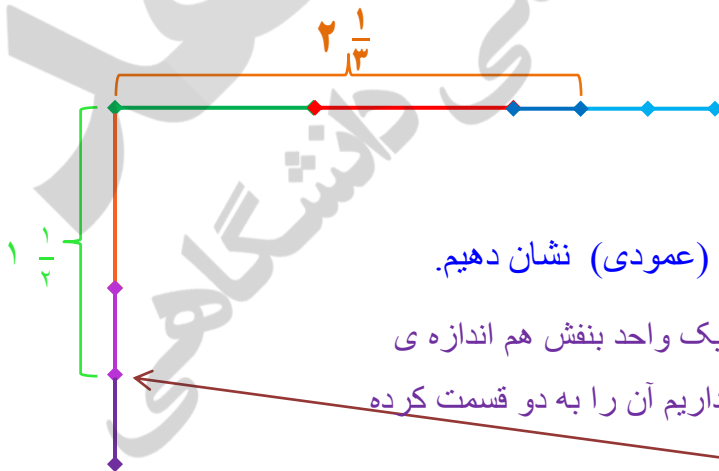 ۲ ۱/۳
۱ ۱/۲
(عمودی) نشان دهیم.
یک واحد بنفش هم اندازه ی
داریم آن را به دو قسمت کرده
دانشگاهی